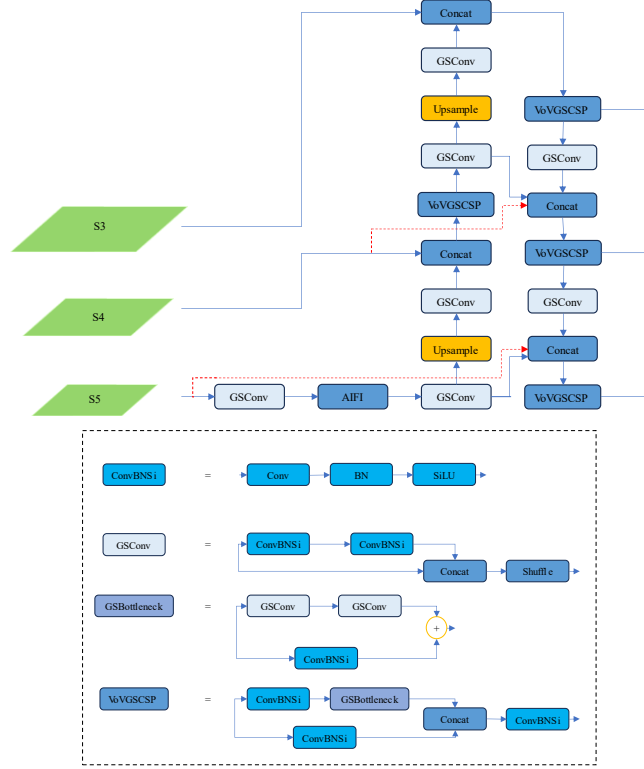 Concat
GSConv
Upsample
VoVGSCSP
GSConv
GSConv
VoVGSCSP
Concat
S3
Concat
VoVGSCSP
GSConv
GSConv
S4
Upsample
Concat
S5
GSConv
AIFI
GSConv
VoVGSCSP
ConvBNSi
=
Conv
BN
SiLU
GSConv
=
ConvBNSi
ConvBNSi
Concat
Shuffle
GSBottleneck
=
GSConv
GSConv
+
ConvBNSi
VoVGSCSP
=
ConvBNSi
GSBottleneck
Concat
ConvBNSi
ConvBNSi